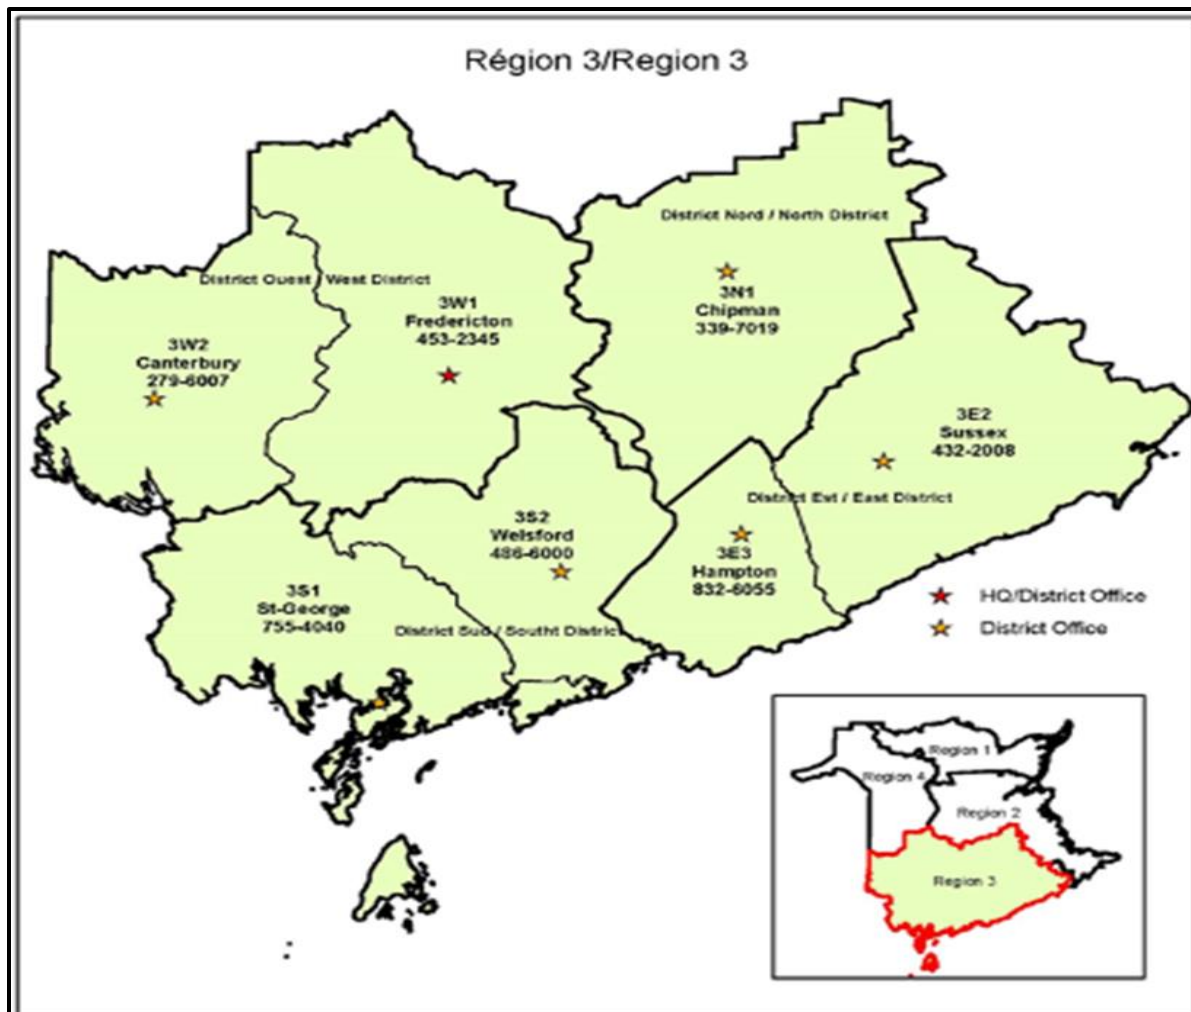 Région 3/Region 3
District Nord / North District
3N1
Chipman
339-7019
District Ouest / West District
3W1
Fredericton
453-2345
3W2
Canterbury
279-6007
3E2
Sussex
432-2008
District Est / East District
3S2
Welsford
486-6000
3E3
Hampton
832-6055
3S1
St-George
755-4040
District Sud / Southt District
HQ/District Office
District Office
Region 1
Region 4
Region 2
Region 3